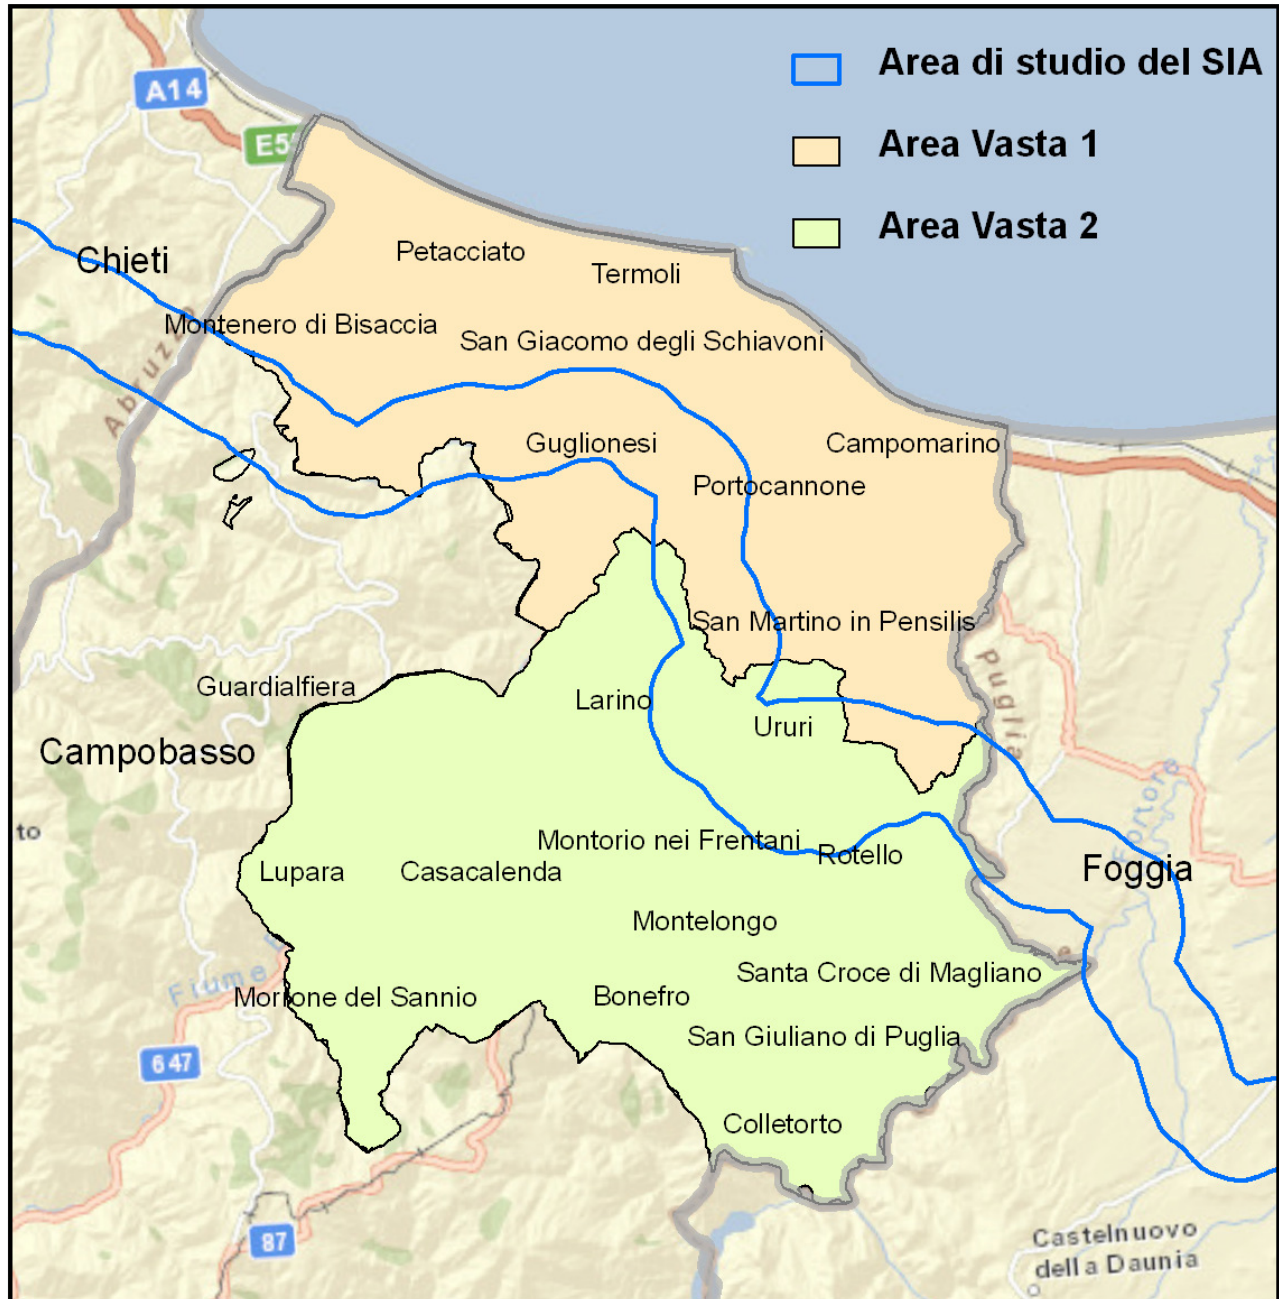 Area di studio del SIA
Area Vasta 1
Area Vasta 2
A14
E5
Chieti
Petacciato
Termoli
Montenero di Bisaccia
San Giacomo degli Schiavoni
Abruzzo
Guglionesi
Campomarino
Portocannone
San Martino in Pensilis
Puglia
Guardialfiera
Larino
Ururi
Campobasso
to
Montorio nei Frentani
Rotello
Fortore
Foggia
Lupara
Casacalenda
Montelongo
Fiume
Santa Croce di Magliano
Morrone del Sannio
Bonefro
San Giuliano di Puglia
647
Colletorto
87
Castelnuovo
della Daunia